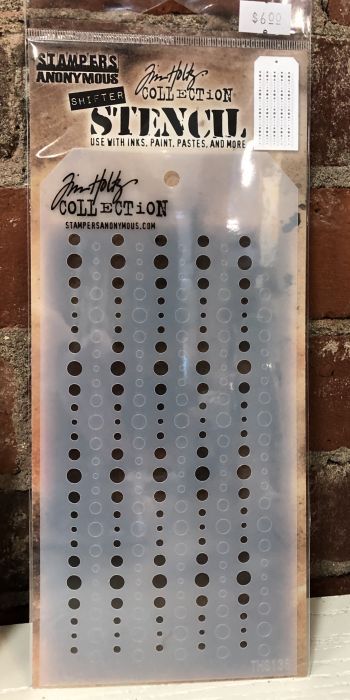 $6.00
STAMPERS
ANONYMOUS
Tim Holtz
COLLECTION
SHIFTER
STENCIL
USE WITH INKS, PAINT, PASTES, AND MORE
Tim Holtz
COLLECTION
STAMPERSANONYMOUS.COM